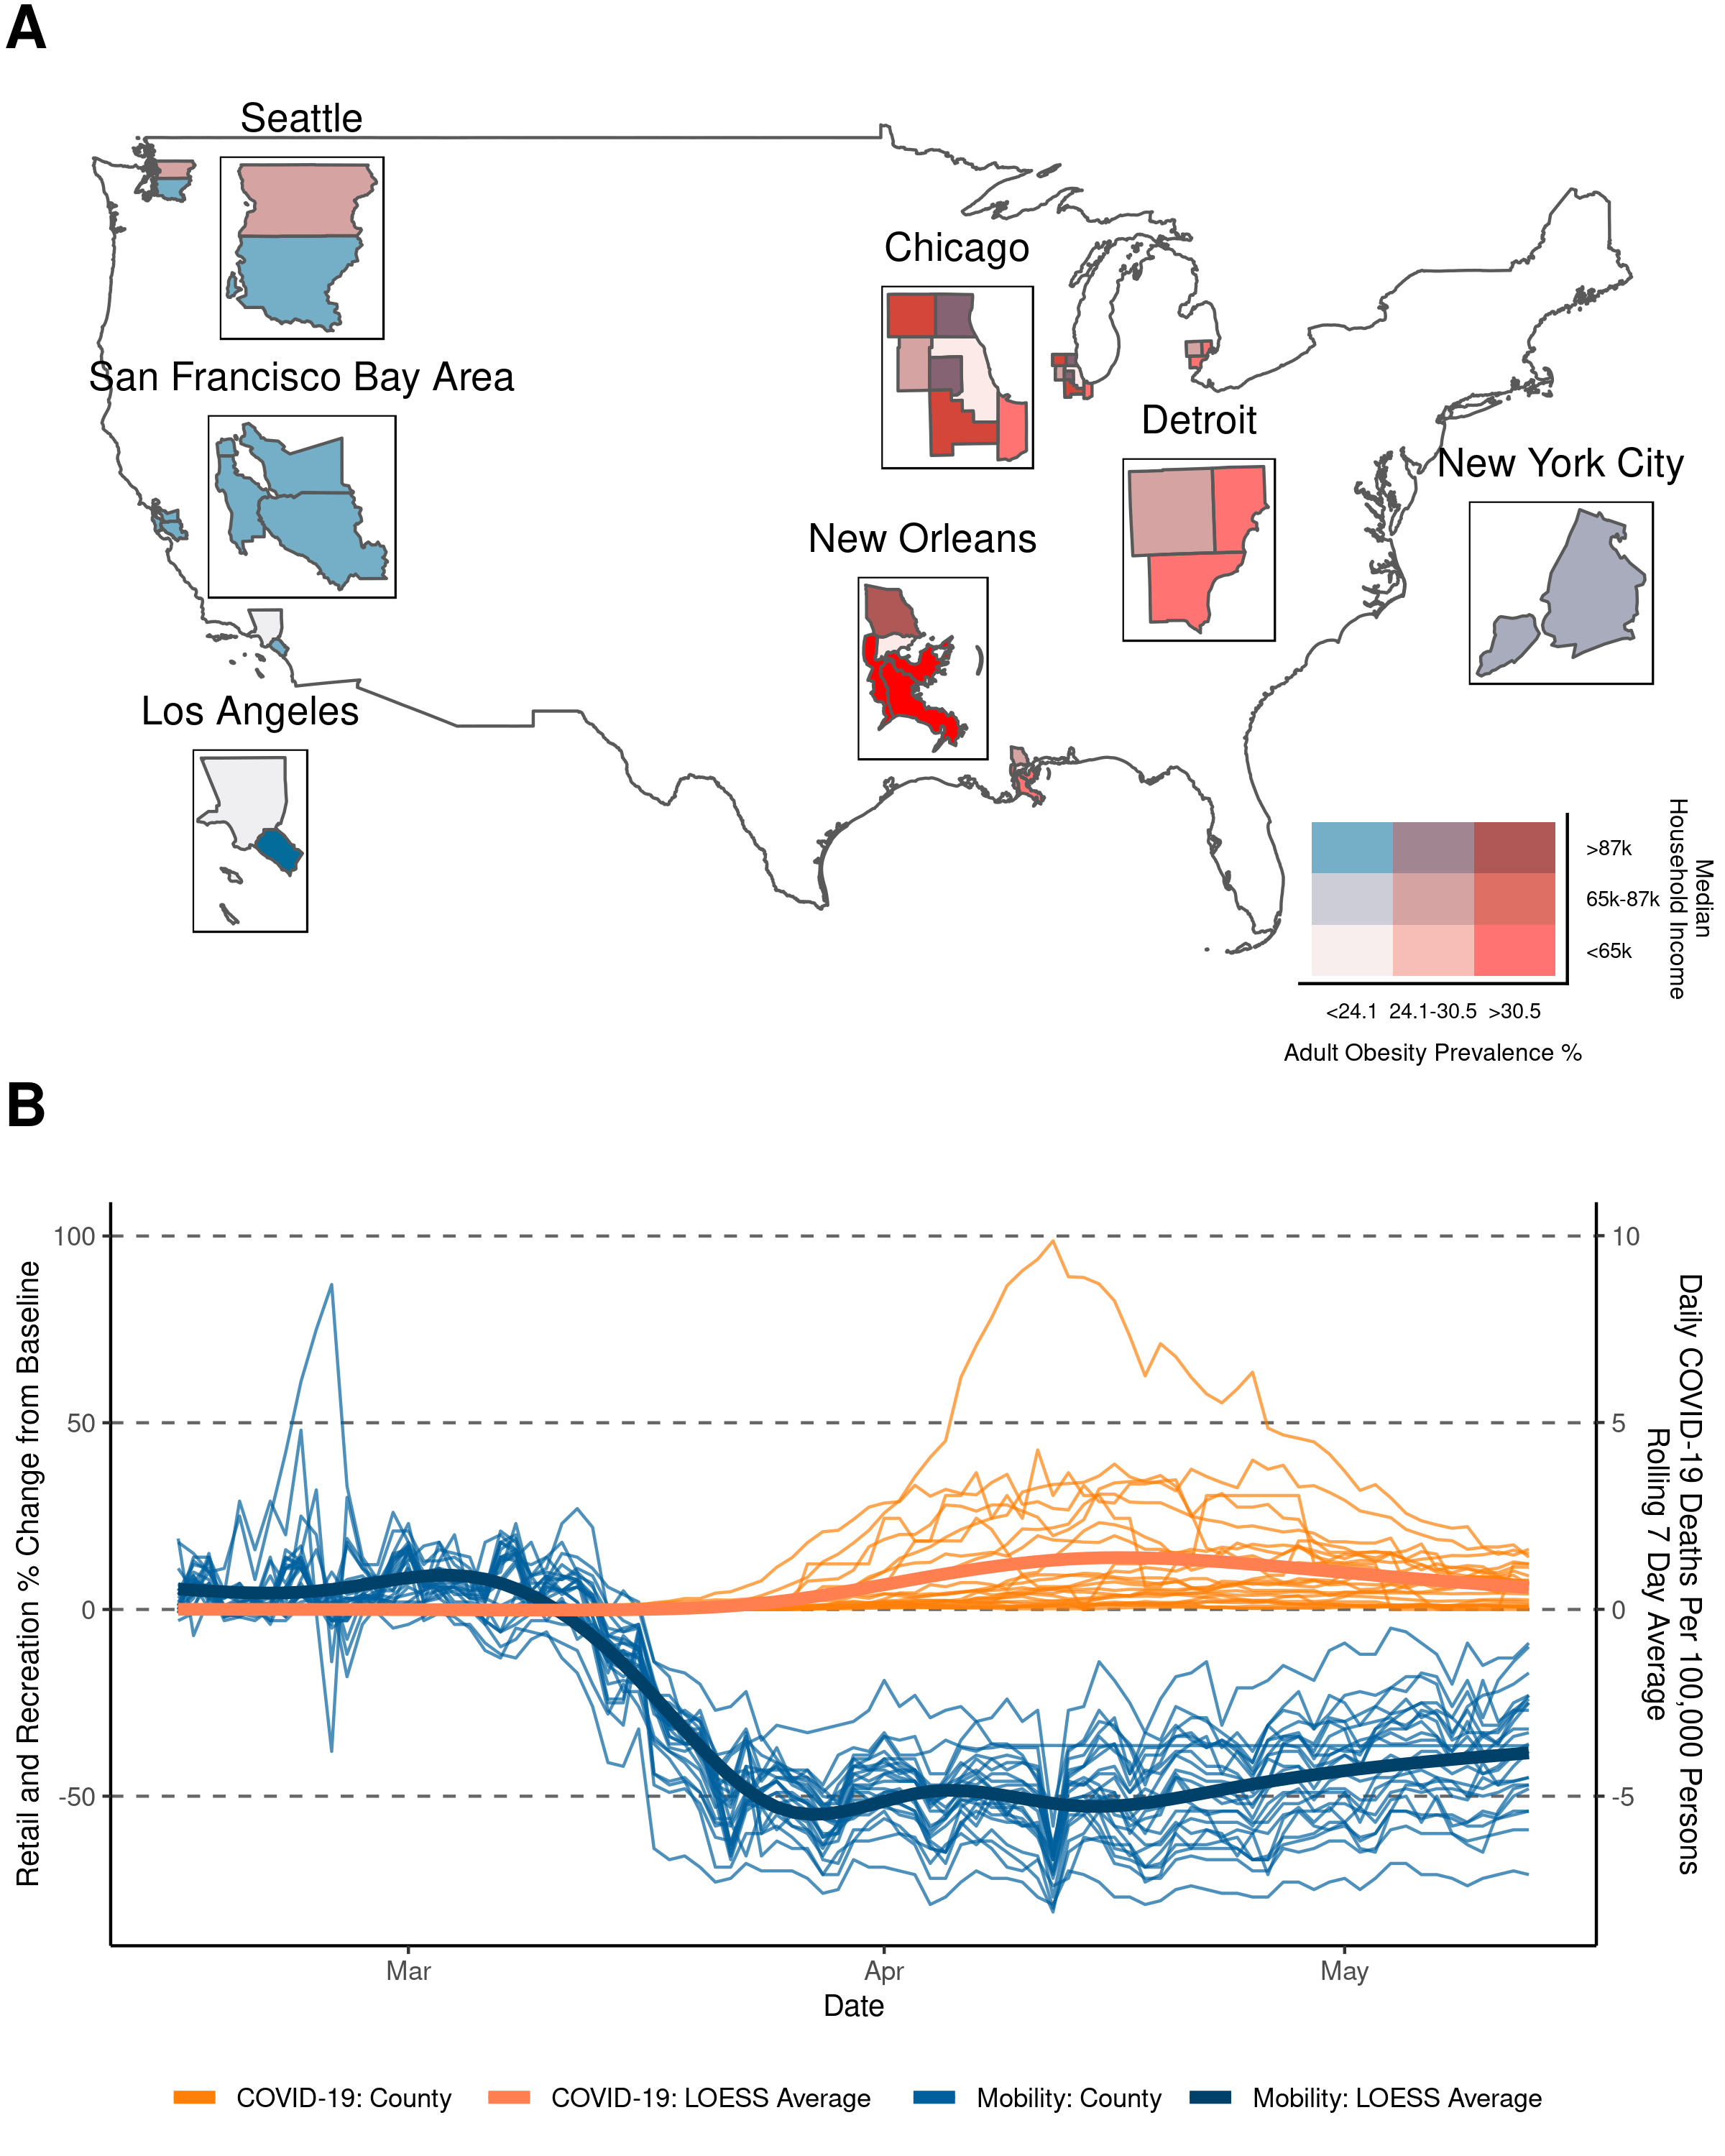 A
Seattle
Chicago
San Francisco Bay Area
Detroit
New York City
New Orleans
Los Angeles
>87k
65k-87k
<65k
Median
Household Income
<24.1 24.1-30.5 >30.5
Adult Obesity Prevalence %
B
100
50
0
-50
Retail and Recreation % Change from Baseline
10
5
0
-5
Daily COVID-19 Deaths Per 100,000 Persons
Rolling 7 Day Average
Mar Apr May
Date
COVID-19: County COVID-19: LOESS Average Mobility: County Mobility: LOESS Average